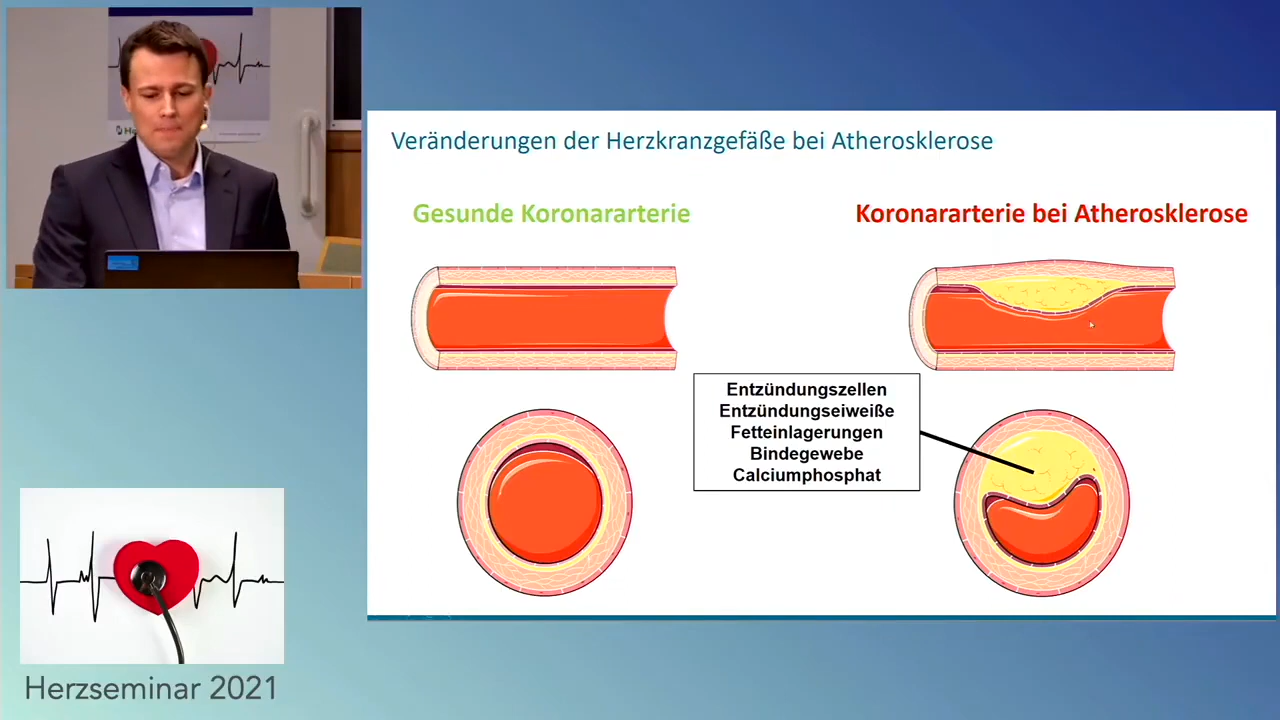 Veränderungen der Herzkranzgefäße bei Atherosklerose
Gesunde Koronararterie
Koronararterie bei Atherosklerose
Entzündungszellen
Entzündungseiweiße
Fetteinlagerungen
Bindegewebe
Calciumphosphat
Herzseminar 2021